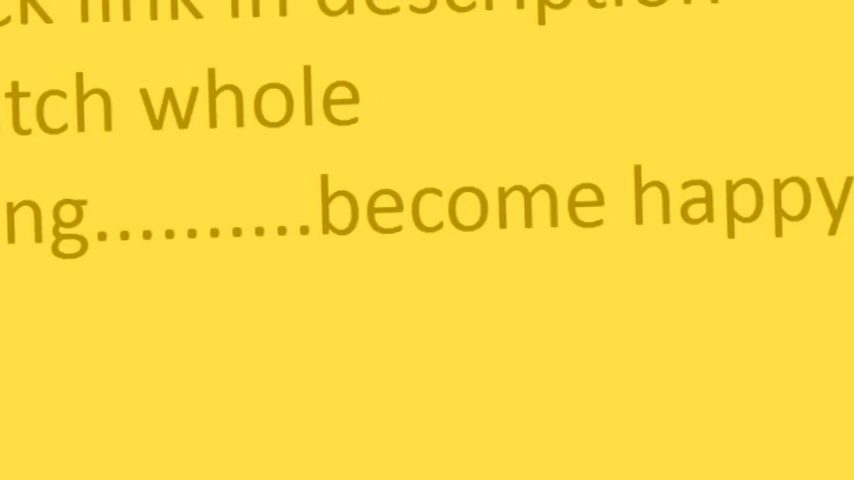 ck link in description
tch whole
ng..........become happy